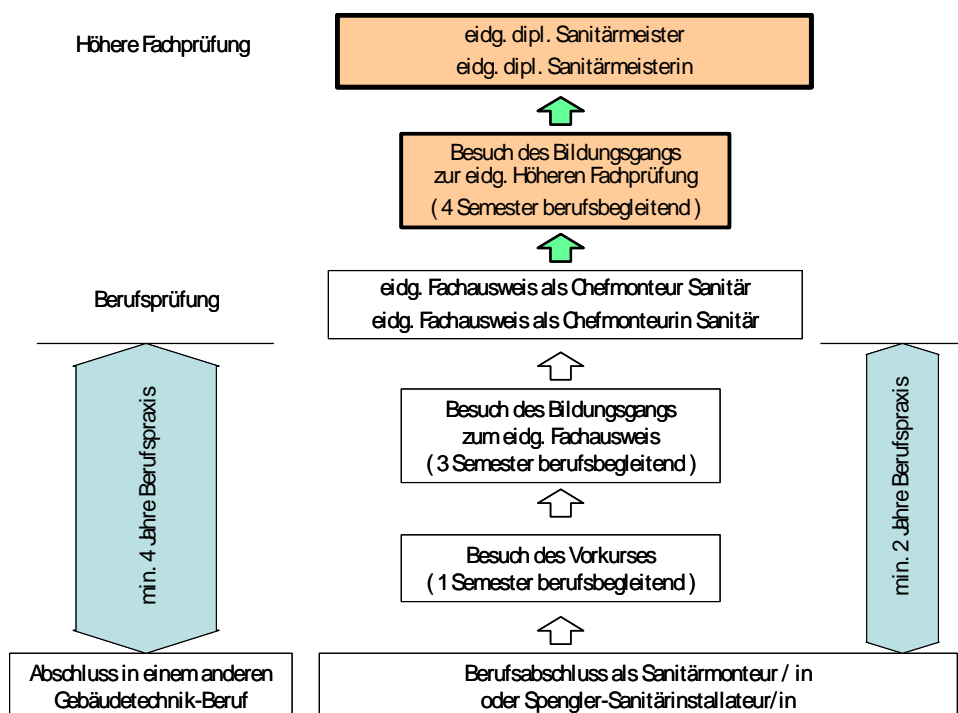 Höhere Fachprüfung
eidg. dipl. Sanitärmeister
eidg. dipl. Sanitärmeisterin
Besuch des Bildungsgangs
zur eidg. Höheren Fachprüfung
( 4 Semester berufsbegleitend )
Berufsprüfung
eidg. Fachausweis als Chefmonteur Sanitär
eidg. Fachausweis als Chefmonteurin Sanitär
min. 4 Jahre Berufspraxis
Besuch des Bildungsgangs
zum eidg. Fachausweis
( 3 Semester berufsbegleitend )
min. 2 Jahre Berufspraxis
Besuch des Vorkurses
( 1 Semester berufsbegleitend )
Abschluss in einem anderen
Gebäudetechnik-Beruf
Berufsabschluss als Sanitärmonteur / in
oder Spengler-Sanitärinstallateur/in